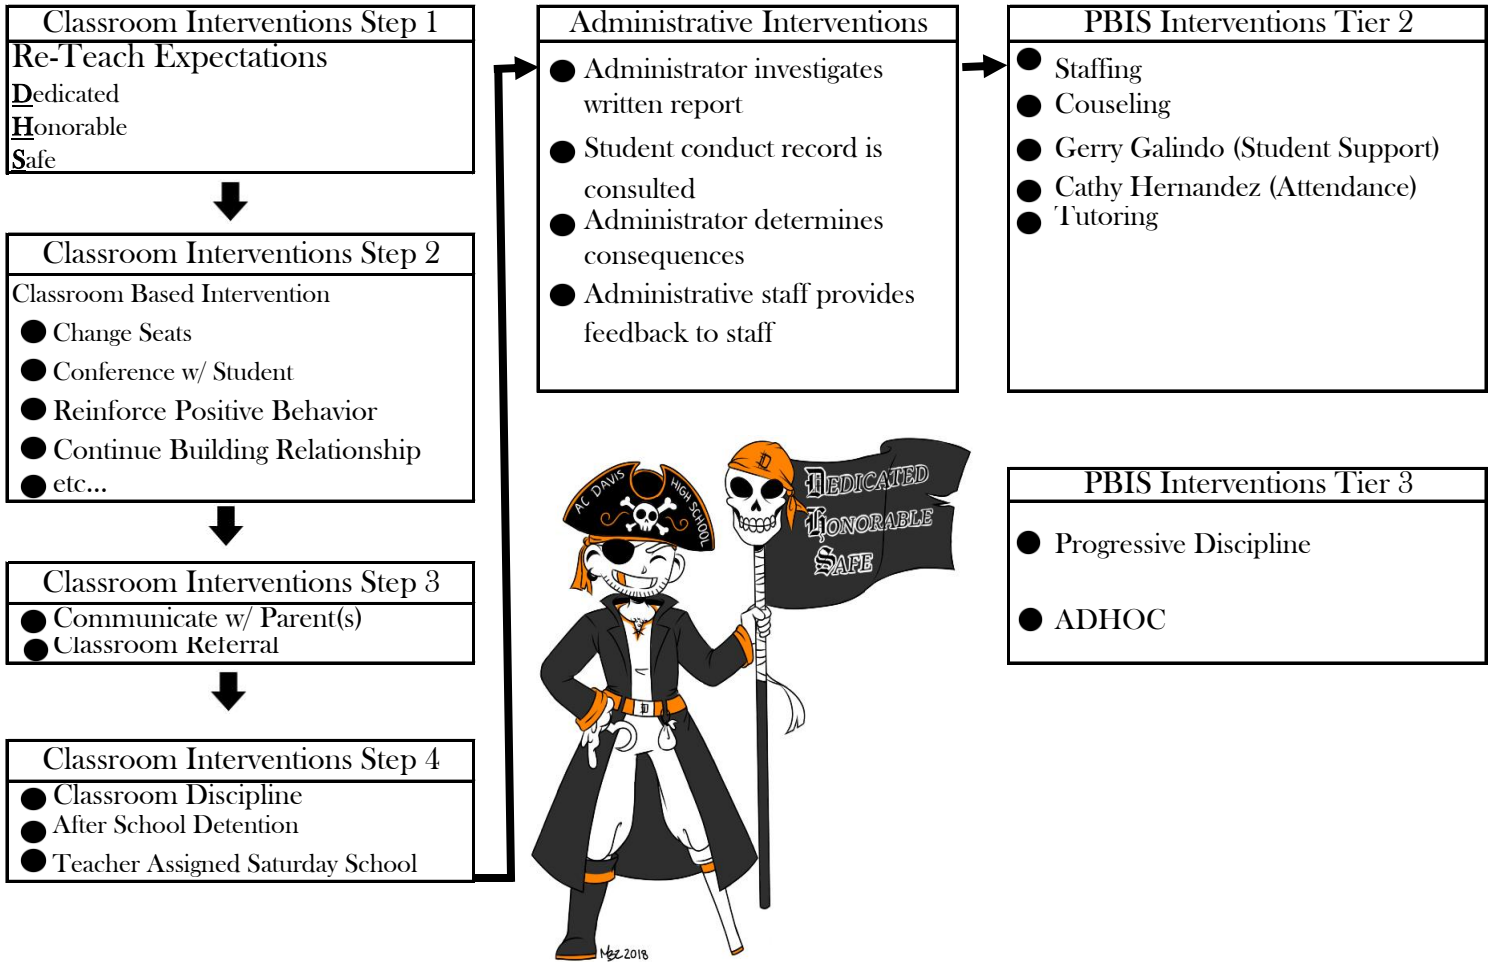 Classroom Interventions Step 1
Re-Teach Expectations
Dedicated
Honorable
Safe
Classroom Interventions Step 2
Classroom Based Intervention
Change Seats
Conference w/ Student
Reinforce Positive Behavior
Continue Building Relationship
etc...
Classroom Interventions Step 3
Communicate w/ Parent(s)
Classroom Referral
Classroom Interventions Step 4
Classroom Discipline
After School Detention
Teacher Assigned Saturday School
Administrative Interventions
Administrator investigates
written report
Student conduct record is
consulted
Administrator determines
consequences
Administrative staff provides
feedback to staff
PBIS Interventions Tier 2
Staffing
Couseling
Gerry Galindo (Student Support)
Cathy Hernandez (Attendance)
Tutoring
PBIS Interventions Tier 3
Progressive Discipline
ADHOC
AC DAVIS HIGH SCHOOL
D
DEDICATED
HONORABLE
SAFE
D
2018